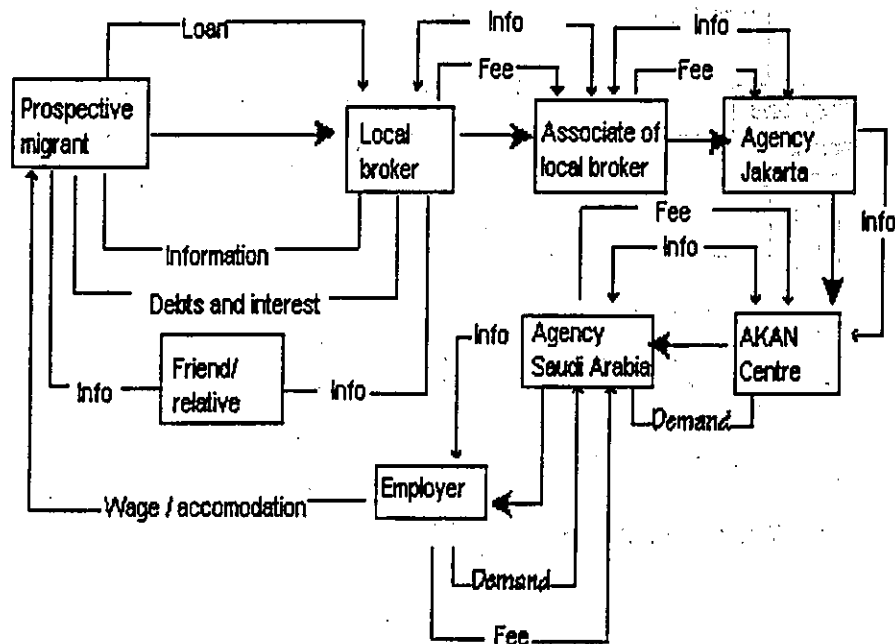 Loan
Info
Info
Fee
Fee
Prospective
migrant
Local
broker
Associate of
local broker
Agency
Jakarta
Fee
Info
Information
Info
Debts and interest
Info
Agency
Saudi Arabia
AKAN
Centre
Friend/
relative
Info
Info
Demand
Employer
Wage / accomodation
Demand
Fee